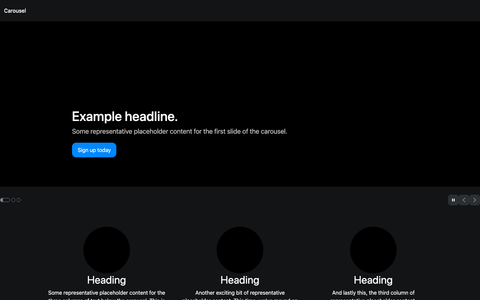 Carousel
Example headline.
Some representative placeholder content for the first slide of the carousel.
Sign up today
Heading
Heading
Heading
Some representative placeholder content for the
Another exciting bit of representative
And lastly this, the third column of